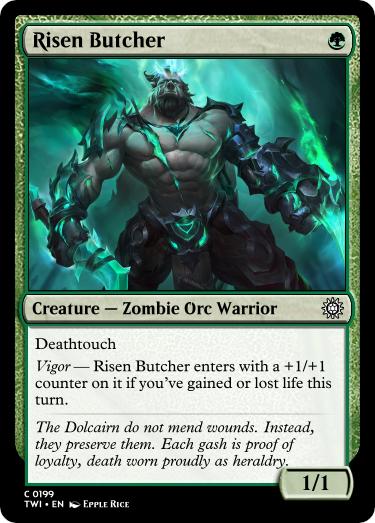 Risen Butcher
Creature — Zombie Orc Warrior
Deathtouch
Vigor — Risen Butcher enters with a +1/+1
counter on it if you've gained or lost life this
turn.
The Dolcairn do not mend wounds. Instead,
they preserve them. Each gash is proof of
loyalty, death worn proudly as heraldry.
1/1
C 0199
TWI • EN Epple Rice